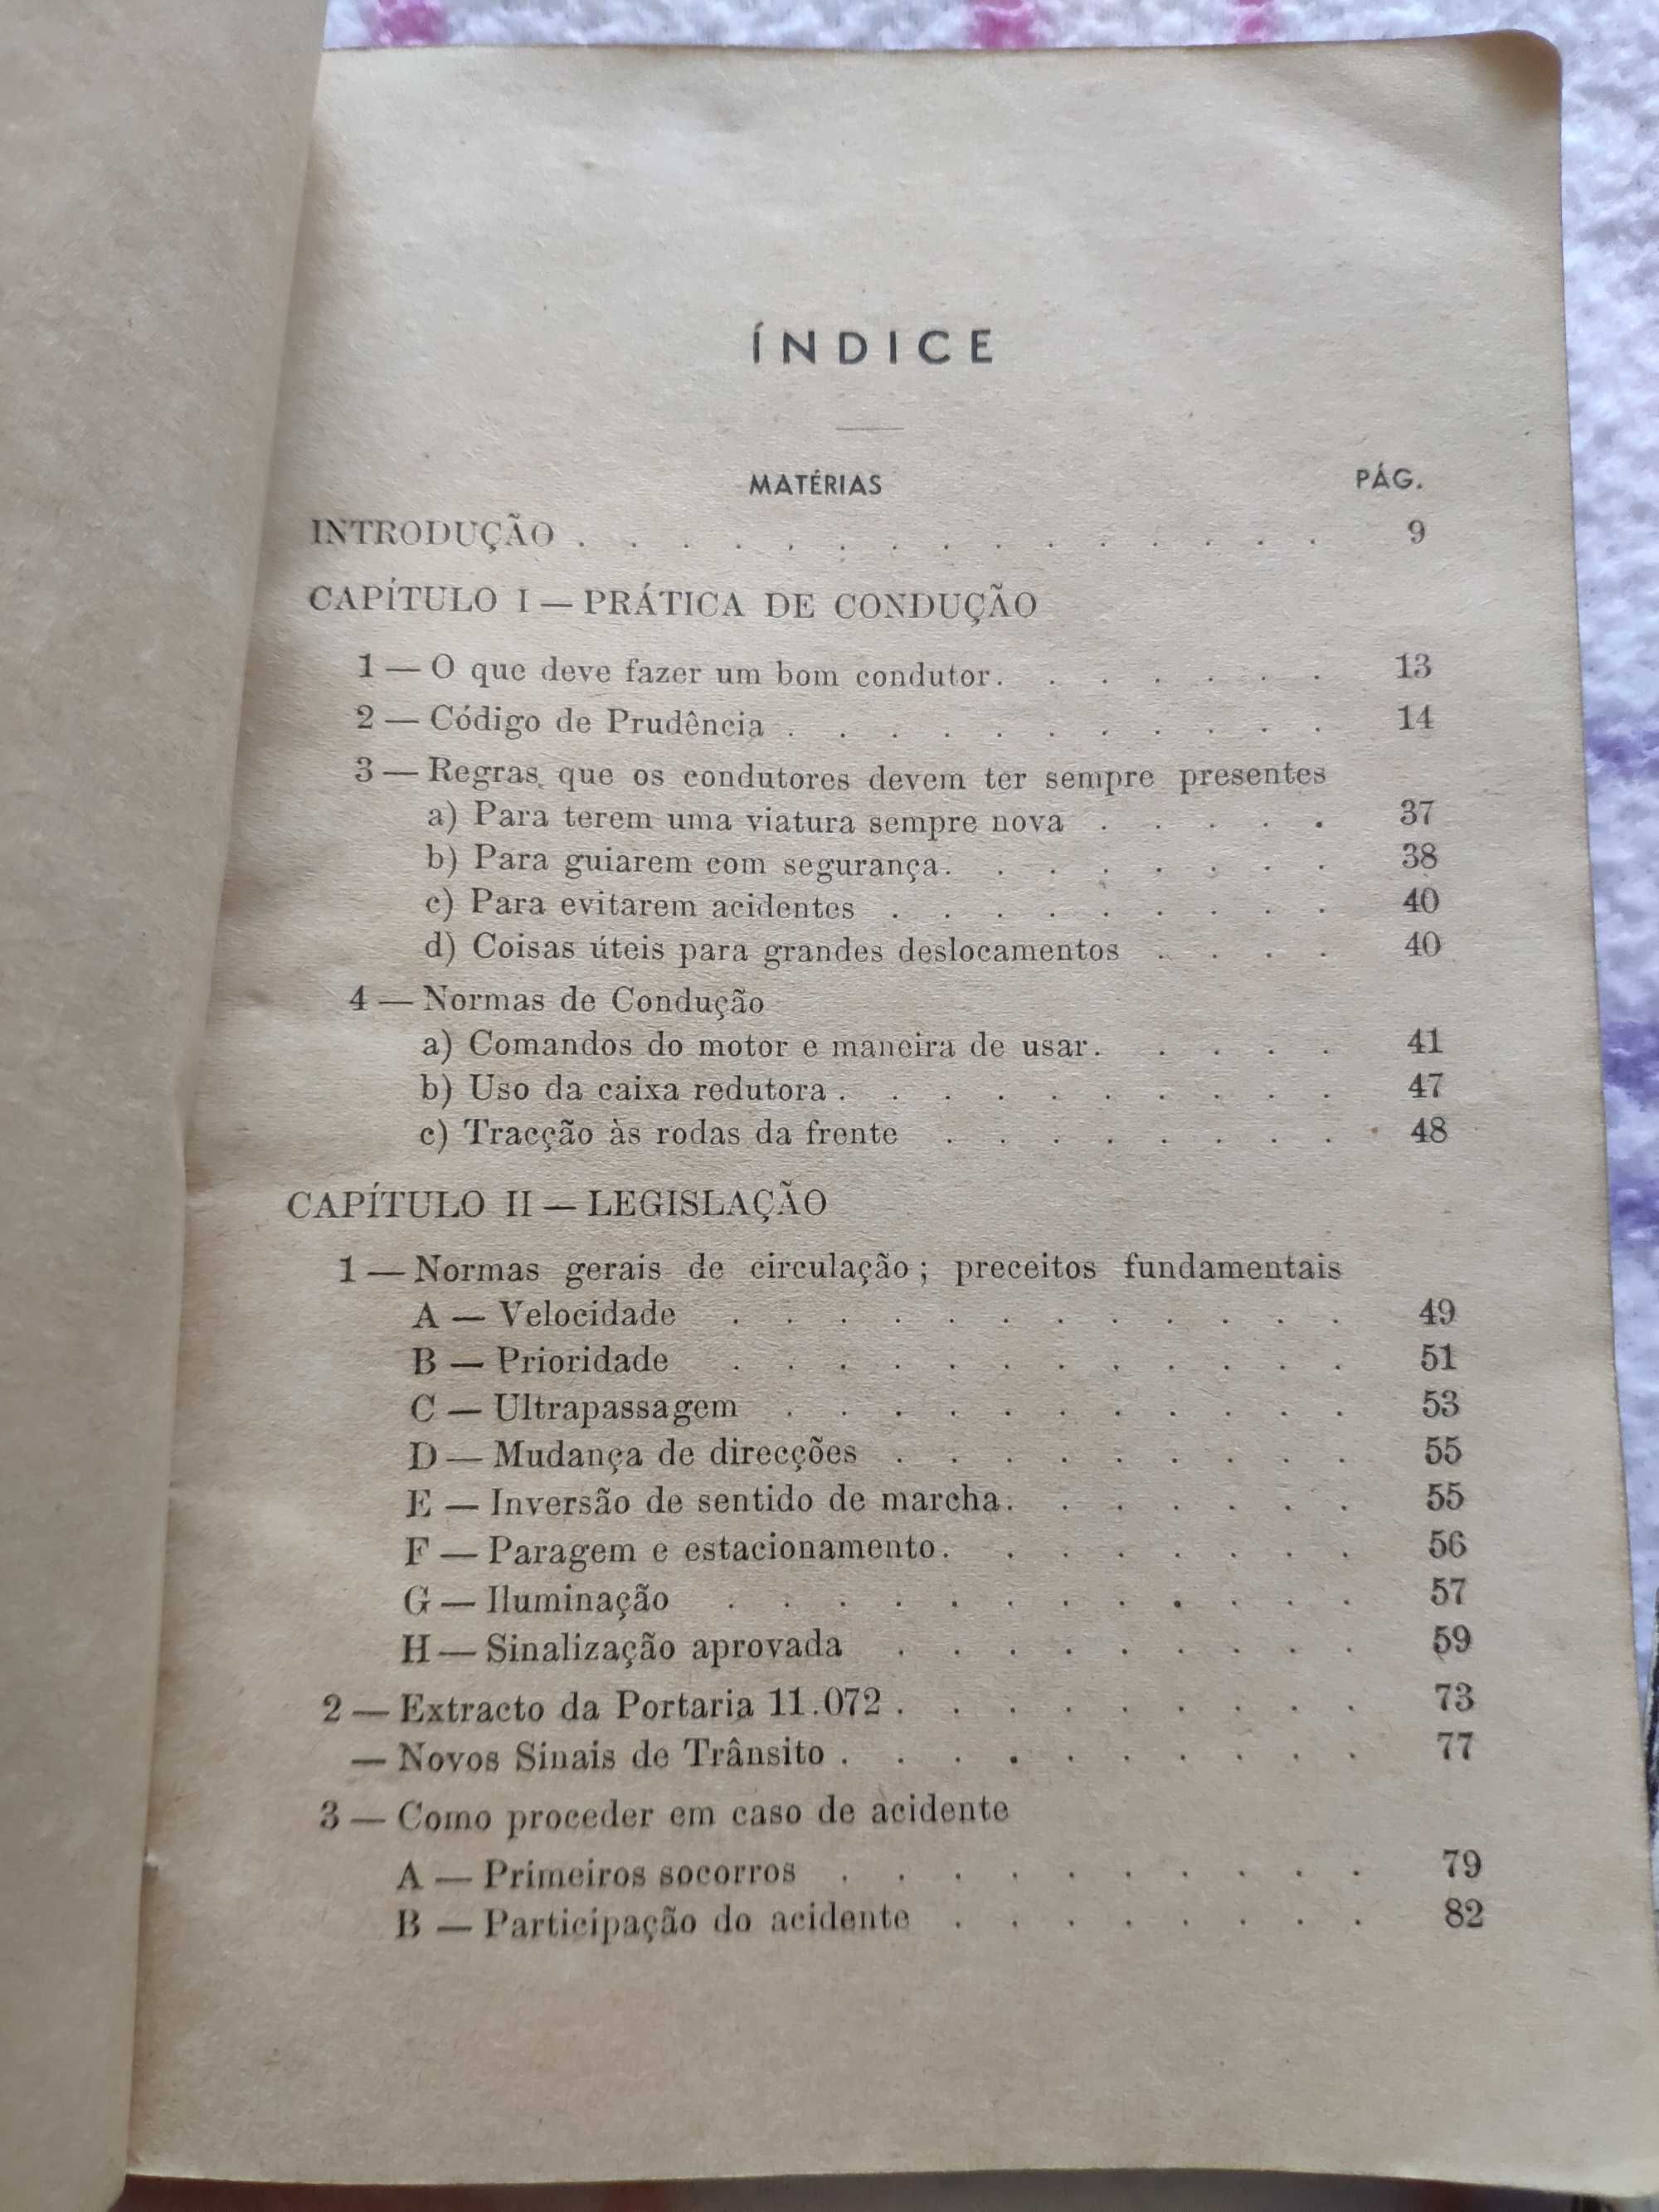 ÍNDICE
MATÉRIAS PÁG.
INTRODUÇÃO . . . . . . . . . . . . . . . 9
CAPÍTULO I — PRÁTICA DE CONDUÇÃO
1 — O que deve fazer um bom condutor. . . . . . . 13
2 — Código de Prudência . . . . . . . . . . . 14
3 — Regras que os condutores devem ter sempre presentes
a) Para terem uma viatura sempre nova . . . . . 37
b) Para guiarem com segurança. . . . . . . . 38
c) Para evitarem acidentes . . . . . . . . . 40
d) Coisas úteis para grandes deslocamentos . . . . 40
4 — Normas de Condução
a) Comandos do motor e maneira de usar. . . . . 41
b) Uso da caixa redutora . . . . . . . . . . 47
c) Tracção às rodas da frente . . . . . . . . 48
CAPÍTULO II — LEGISLAÇÃO
1 — Normas gerais de circulação ; preceitos fundamentais
A — Velocidade . . . . . . . . . . . . 49
B — Prioridade . . . . . . . . . . . . 51
C — Ultrapassagem . . . . . . . . . . . 53
D — Mudança de direcções . . . . . . . . . 55
E — Inversão de sentido de marcha. . . . . . . 55
F — Paragem e estacionamento. . . . . . . . 56
G — Iluminação . . . . . . . . . . . . 57
H — Sinalização aprovada . . . . . . . . . 59
2 — Extracto da Portaria 11.072 . . . . . . . . . 73
— Novos Sinais de Trânsito . . . . . . . . . . 77
3 — Como proceder em caso de acidente
A — Primeiros socorros . . . . . . . . . . 79
B — Participação do acidente . . . . . . . . 82